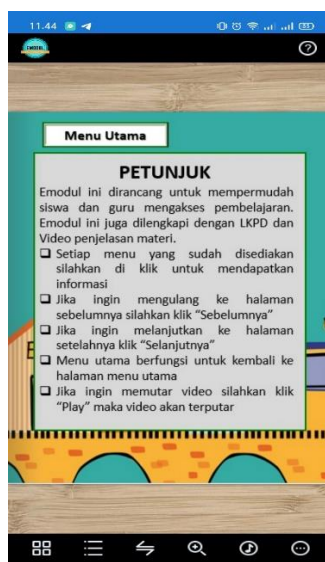 11.44
EMODUL
Menu Utama
PETUNJUK
Emodul ini dirancang untuk mempermudah
siswa dan guru mengakses pembelajaran.
Emodul ini juga dilengkapi dengan LKPD dan
Video penjelasan materi.
Setiap menu yang sudah disediakan
silahkan di klik untuk mendapatkan
informasi
Jika ingin mengulang ke halaman
sebelumnya silahkan klik “Sebelumnya”
Jika ingin melanjutkan ke halaman
setelahnya klik “Selanjutnya”
Menu utama berfungsi untuk kembali ke
halaman menu utama
Jika ingin memutar video silahkan klik
“Play” maka video akan terputar